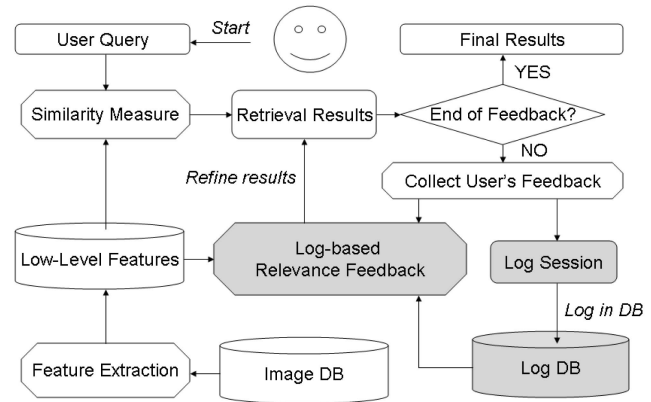 User Query
Start
Final Results
YES
Similarity Measure
Retrieval Results
End of Feedback?
NO
Refine results
Collect User's Feedback
Low-Level Features
Log-based
Relevance Feedback
Log Session
Log in DB
Feature Extraction
Image DB
Log DB